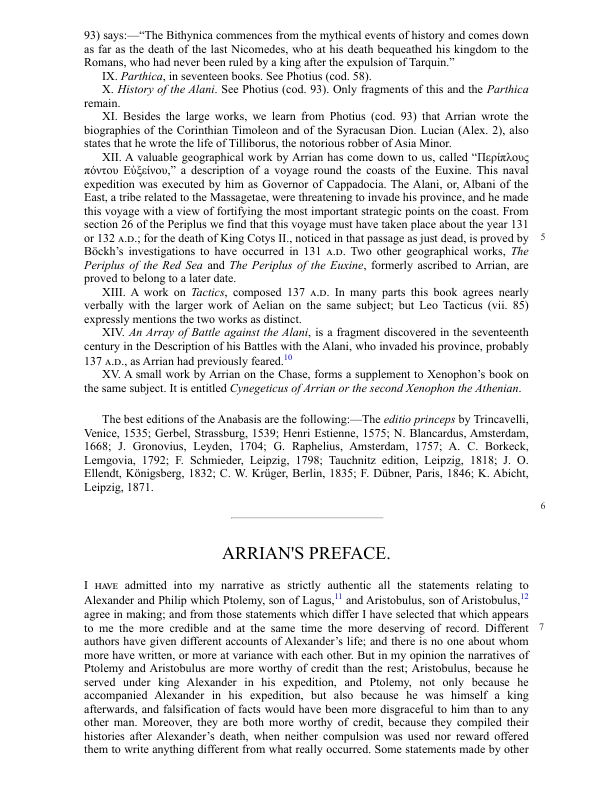 93) says:—“The Bithynica commences from the mythical events of history and comes down
as far as the death of the last Nicomedes, who at his death bequeathed his kingdom to the
Romans, who had never been ruled by a king after the expulsion of Tarquin.”
IX. Parthica, in seventeen books. See Photius (cod. 58).
X. History of the Alani. See Photius (cod. 93). Only fragments of this and the Parthica
remain.
XI. Besides the large works, we learn from Photius (cod. 93) that Arrian wrote the
biographies of the Corinthian Timoleon and of the Syracusan Dion. Lucian (Alex. 2), also
states that he wrote the life of Tilliborus, the notorious robber of Asia Minor.
XII. A valuable geographical work by Arrian has come down to us, called “Περίπλους
πόντου Εὐξείνου,” a description of a voyage round the coasts of the Euxine. This naval
expedition was executed by him as Governor of Cappadocia. The Alani, or, Albani of the
East, a tribe related to the Massagetae, were threatening to invade his province, and he made
this voyage with a view of fortifying the most important strategic points on the coast. From
section 26 of the Periplus we find that this voyage must have taken place about the year 131
or 132 A.D.; for the death of King Cotys II., noticed in that passage as just dead, is proved by 5
Böckh’s investigations to have occurred in 131 A.D. Two other geographical works, The
Periplus of the Red Sea and The Periplus of the Euxine, formerly ascribed to Arrian, are
proved to belong to a later date.
XIII. A work on Tactics, composed 137 A.D. In many parts this book agrees nearly
verbally with the larger work of Aelian on the same subject; but Leo Tacticus (vii. 85)
expressly mentions the two works as distinct.
XIV. An Array of Battle against the Alani, is a fragment discovered in the seventeenth
century in the Description of his Battles with the Alani, who invaded his province, probably
137 A.D., as Arrian had previously feared.10
XV. A small work by Arrian on the Chase, forms a supplement to Xenophon’s book on
the same subject. It is entitled Cynegeticus of Arrian or the second Xenophon the Athenian.
The best editions of the Anabasis are the following:—The editio princeps by Trincavelli,
Venice, 1535; Gerbel, Strassburg, 1539; Henri Estienne, 1575; N. Blancardus, Amsterdam,
1668; J. Gronovius, Leyden, 1704; G. Raphelius, Amsterdam, 1757; A. C. Borkeck,
Lemgovia, 1792; F. Schmieder, Leipzig, 1798; Tauchnitz edition, Leipzig, 1818; J. O.
Ellendt, Königsberg, 1832; C. W. Krüger, Berlin, 1835; F. Dübner, Paris, 1846; K. Abicht,
Leipzig, 1871.
6
ARRIAN'S PREFACE.
I HAVE admitted into my narrative as strictly authentic all the statements relating to
Alexander and Philip which Ptolemy, son of Lagus,11 and Aristobulus, son of Aristobulus,12
agree in making; and from those statements which differ I have selected that which appears
to me the more credible and at the same time the more deserving of record. Different 7
authors have given different accounts of Alexander’s life; and there is no one about whom
more have written, or more at variance with each other. But in my opinion the narratives of
Ptolemy and Aristobulus are more worthy of credit than the rest; Aristobulus, because he
served under king Alexander in his expedition, and Ptolemy, not only because he
accompanied Alexander in his expedition, but also because he was himself a king
afterwards, and falsification of facts would have been more disgraceful to him than to any
other man. Moreover, they are both more worthy of credit, because they compiled their
histories after Alexander’s death, when neither compulsion was used nor reward offered
them to write anything different from what really occurred. Some statements made by other